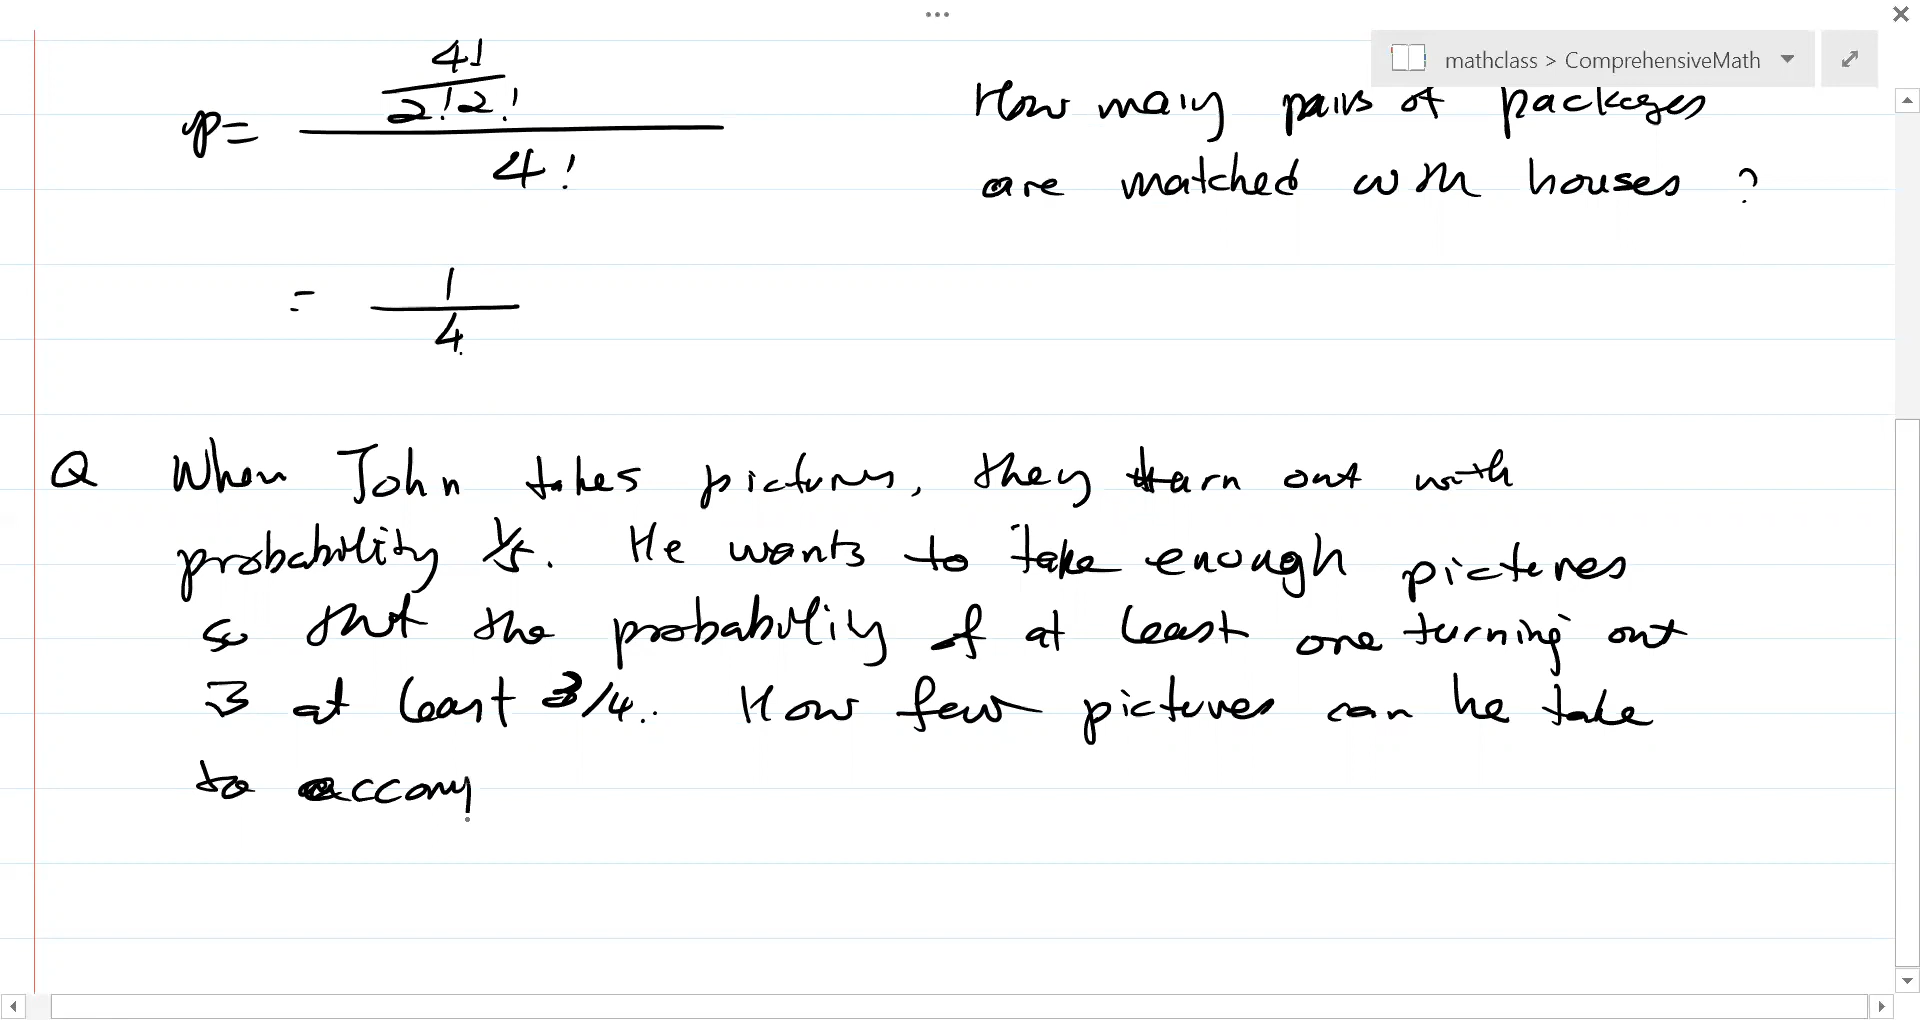 mathclass > ComprehensiveMath
p = \frac{\frac{4!}{2!2!}}{4!}
How many pairs of packages
are matched with houses ?
= \frac{1}{4}
Q When John takes pictures, they turn out with
probability 1/5. He wants to take enough pictures
so that the probability of at least one turning out
is at least 3/4. How few pictures can he take
to accomp